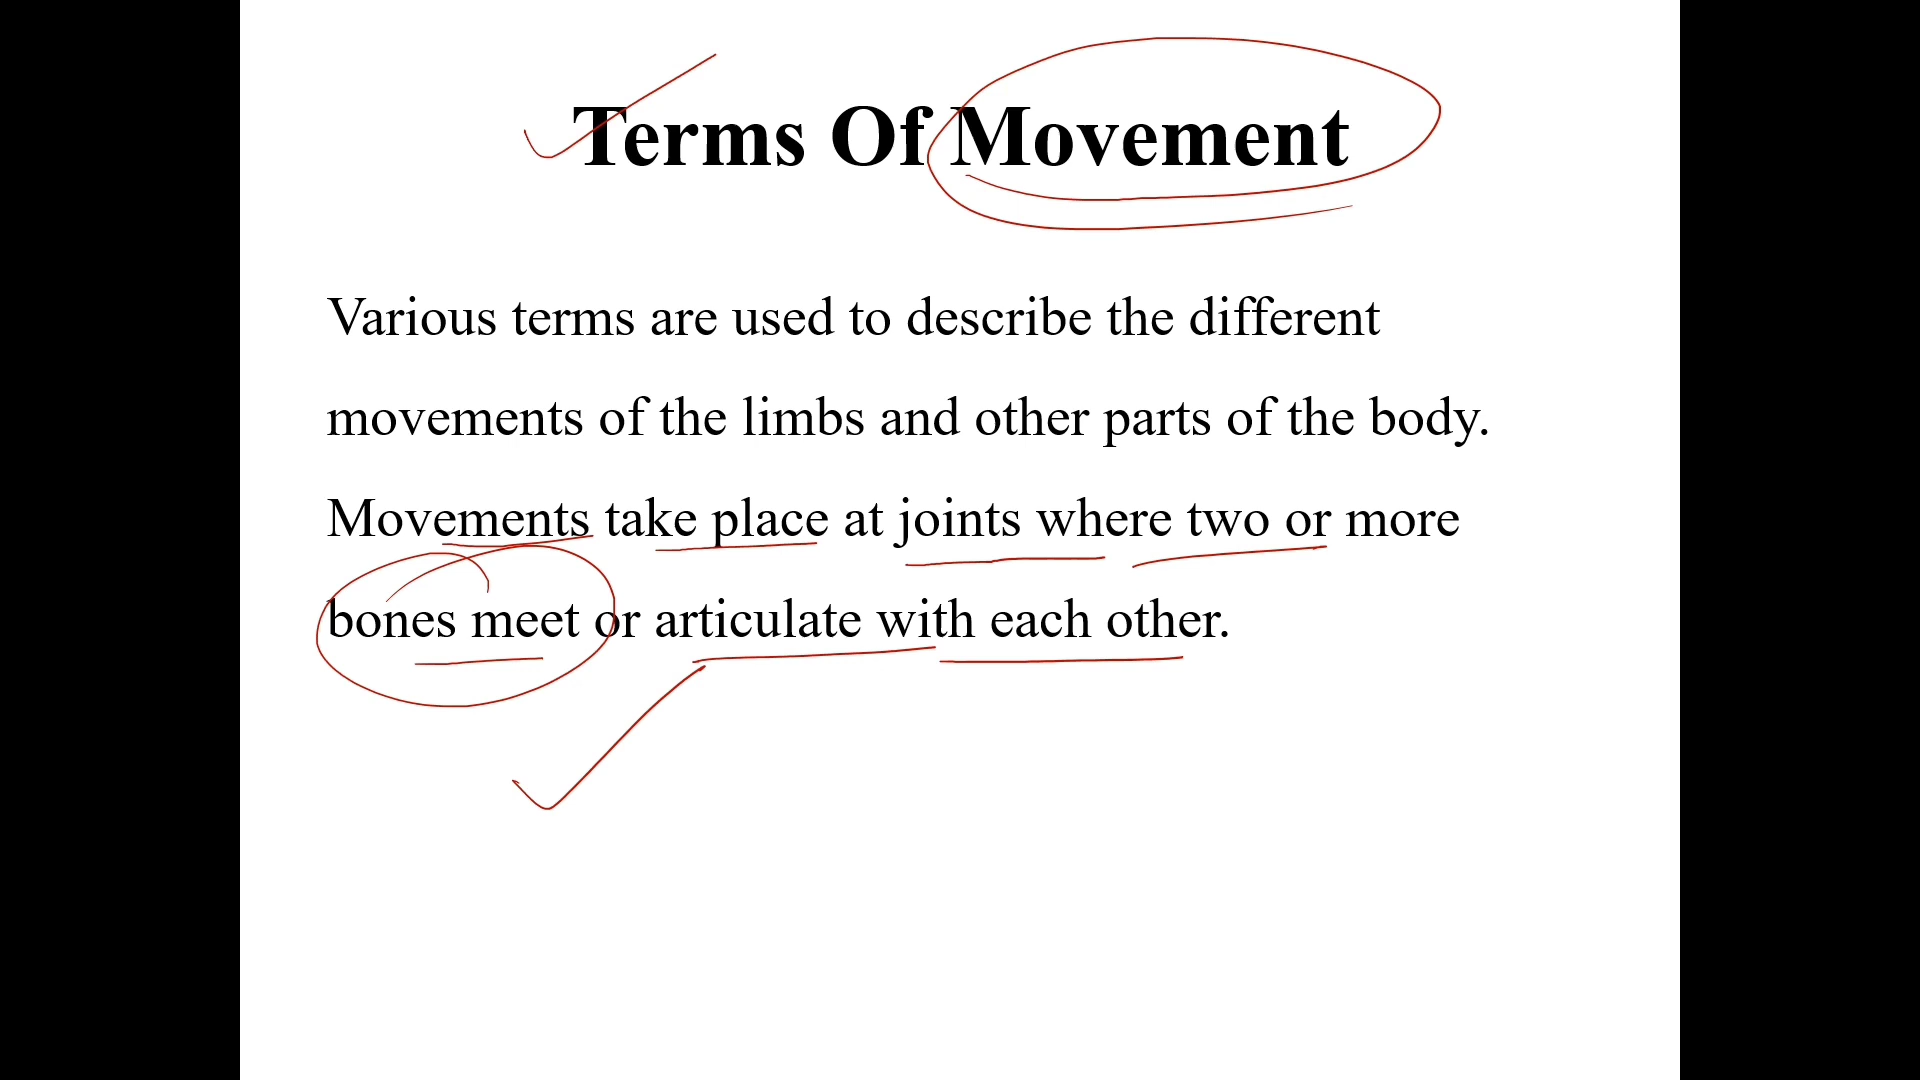 Terms Of Movement
Various terms are used to describe the different
movements of the limbs and other parts of the body.
Movements take place at joints where two or more
bones meet or articulate with each other.